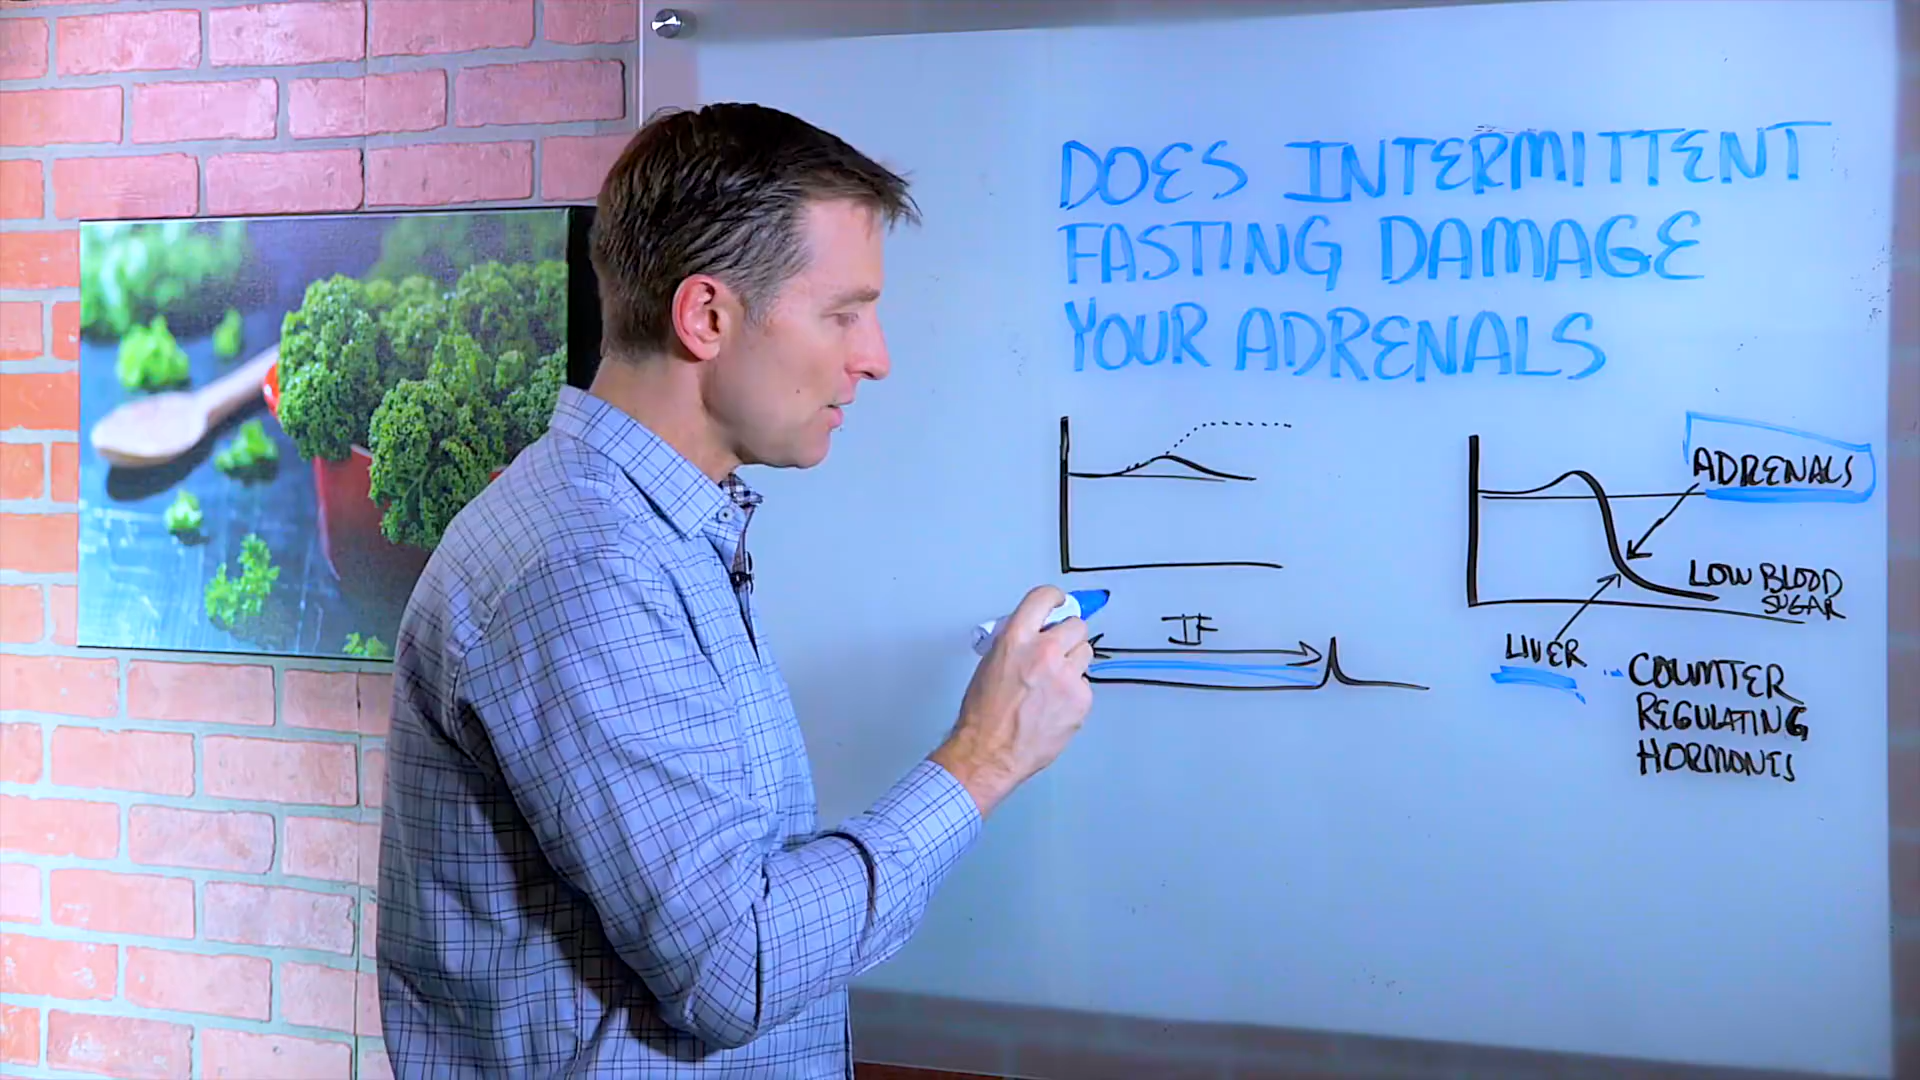 DOES INTERMITTENT
FASTING DAMAGE
YOUR ADRENALS
ADRENALS
LOW BLOOD
SUGAR
IF
LIVER
COUNTER
REGULATING
HORMONES